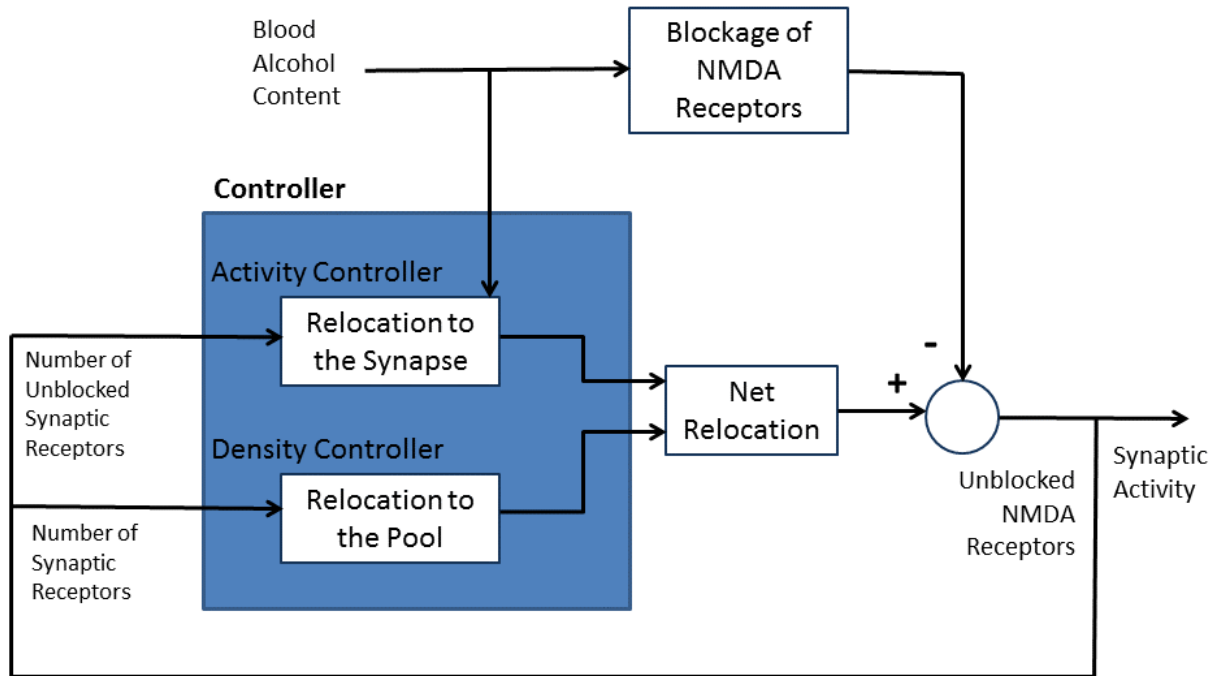 Blood
Alcohol
Content
Blockage of
NMDA
Receptors
Controller
Activity Controller
Relocation to
the Synapse
Number of
Unblocked
Synaptic
Receptors
Density Controller
Relocation to
the Pool
Number of
Synaptic
Receptors
Net
Relocation
+
-
Unblocked
NMDA
Receptors
Synaptic
Activity